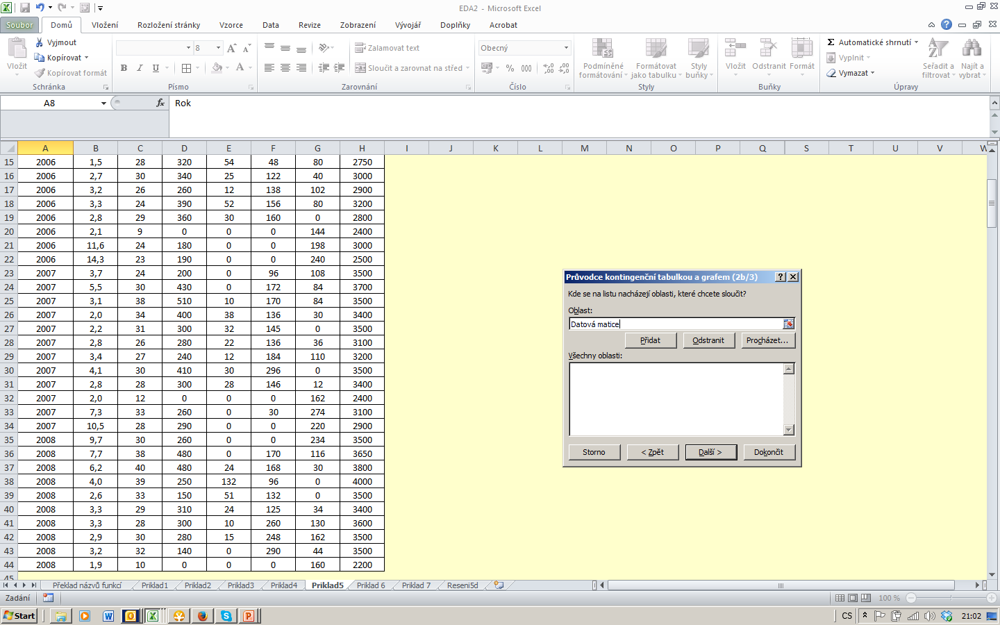 EDA2 - Microsoft Excel
Soubor Domů Vložení Rozložení stránky Vzorce Data Revize Zobrazení Vývojář Doplňky Acrobat
Vložit
Vyjmout
Kopírovat
Kopírovat formát
Schránka
8
B I U A
Písmo
Zalamovat text
Sloučit a zarovnat na střed
Zarovnání
Obecný
% 000
Číslo
Podmíněné formátování
Formátovat jako tabulku
Styly buňky
Styly
Vložit Odstranit Formát
Buňky
Σ Automatické shrnutí
Vyplnit
Vymazat
Seřadit a filtrovat
Najít a vybrat
Úpravy
A8 fx Rok
A B C D E F G H I J K L M N O P Q R S T U V W
15 2006 1,5 28 320 54 48 80 2750
16 2006 2,7 30 340 25 122 40 3000
17 2006 3,2 26 260 12 138 102 2900
18 2006 3,3 24 390 52 156 80 3200
19 2006 2,8 29 360 30 160 0 2800
20 2006 2,1 9 0 0 0 144 2400
21 2006 11,6 24 180 0 0 198 3000
22 2006 14,3 23 190 0 0 240 2500
23 2007 3,7 24 200 0 96 108 3500
24 2007 5,5 30 430 0 172 84 3700
25 2007 3,1 38 510 10 170 84 3500
26 2007 2,0 34 400 38 136 30 3400
27 2007 2,2 31 300 32 145 0 3500
28 2007 2,8 26 280 22 136 36 3100
29 2007 3,4 27 240 12 184 110 3200
30 2007 4,1 30 410 30 296 0 3500
31 2007 2,8 28 300 28 146 12 3400
32 2007 2,0 12 0 0 0 162 2400
33 2007 7,3 33 260 0 30 274 3100
34 2007 10,5 28 290 0 0 220 2900
35 2008 9,7 30 260 0 0 234 3500
36 2008 7,7 38 480 0 170 116 3650
37 2008 6,2 40 480 24 168 30 3800
38 2008 4,0 39 250 132 96 0 4000
39 2008 2,6 33 150 51 132 0 3500
40 2008 3,3 29 310 24 125 34 3400
41 2008 3,3 28 300 10 260 130 3600
42 2008 2,9 30 280 15 248 162 3500
43 2008 3,2 32 140 0 290 44 3500
44 2008 1,9 10 0 0 0 160 2200
45
Průvodce kontingenční tabulkou a grafem (2b/3)
Kde se na listu nacházejí oblasti, které chcete sloučit?
Oblast:
Datová matice
Přidat Odstranit Procházet...
Všechny oblasti:
Storno < Zpět Další > Dokončit
Překlad názvů funkcí Priklad1 Priklad2 Priklad3 Priklad4 Priklad5 Priklad 6 Priklad 7 Reseni5d
Zadání 100 %
Start CS 21:02